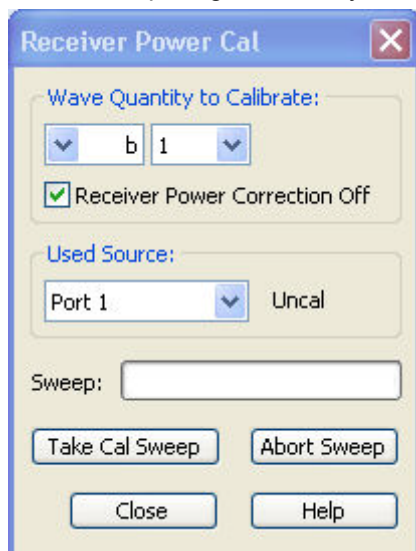 Receiver Power Cal
Wave Quantity to Calibrate:
b 1
Receiver Power Correction Off
Used Source:
Port 1 Uncal
Sweep:
Take Cal Sweep Abort Sweep
Close Help